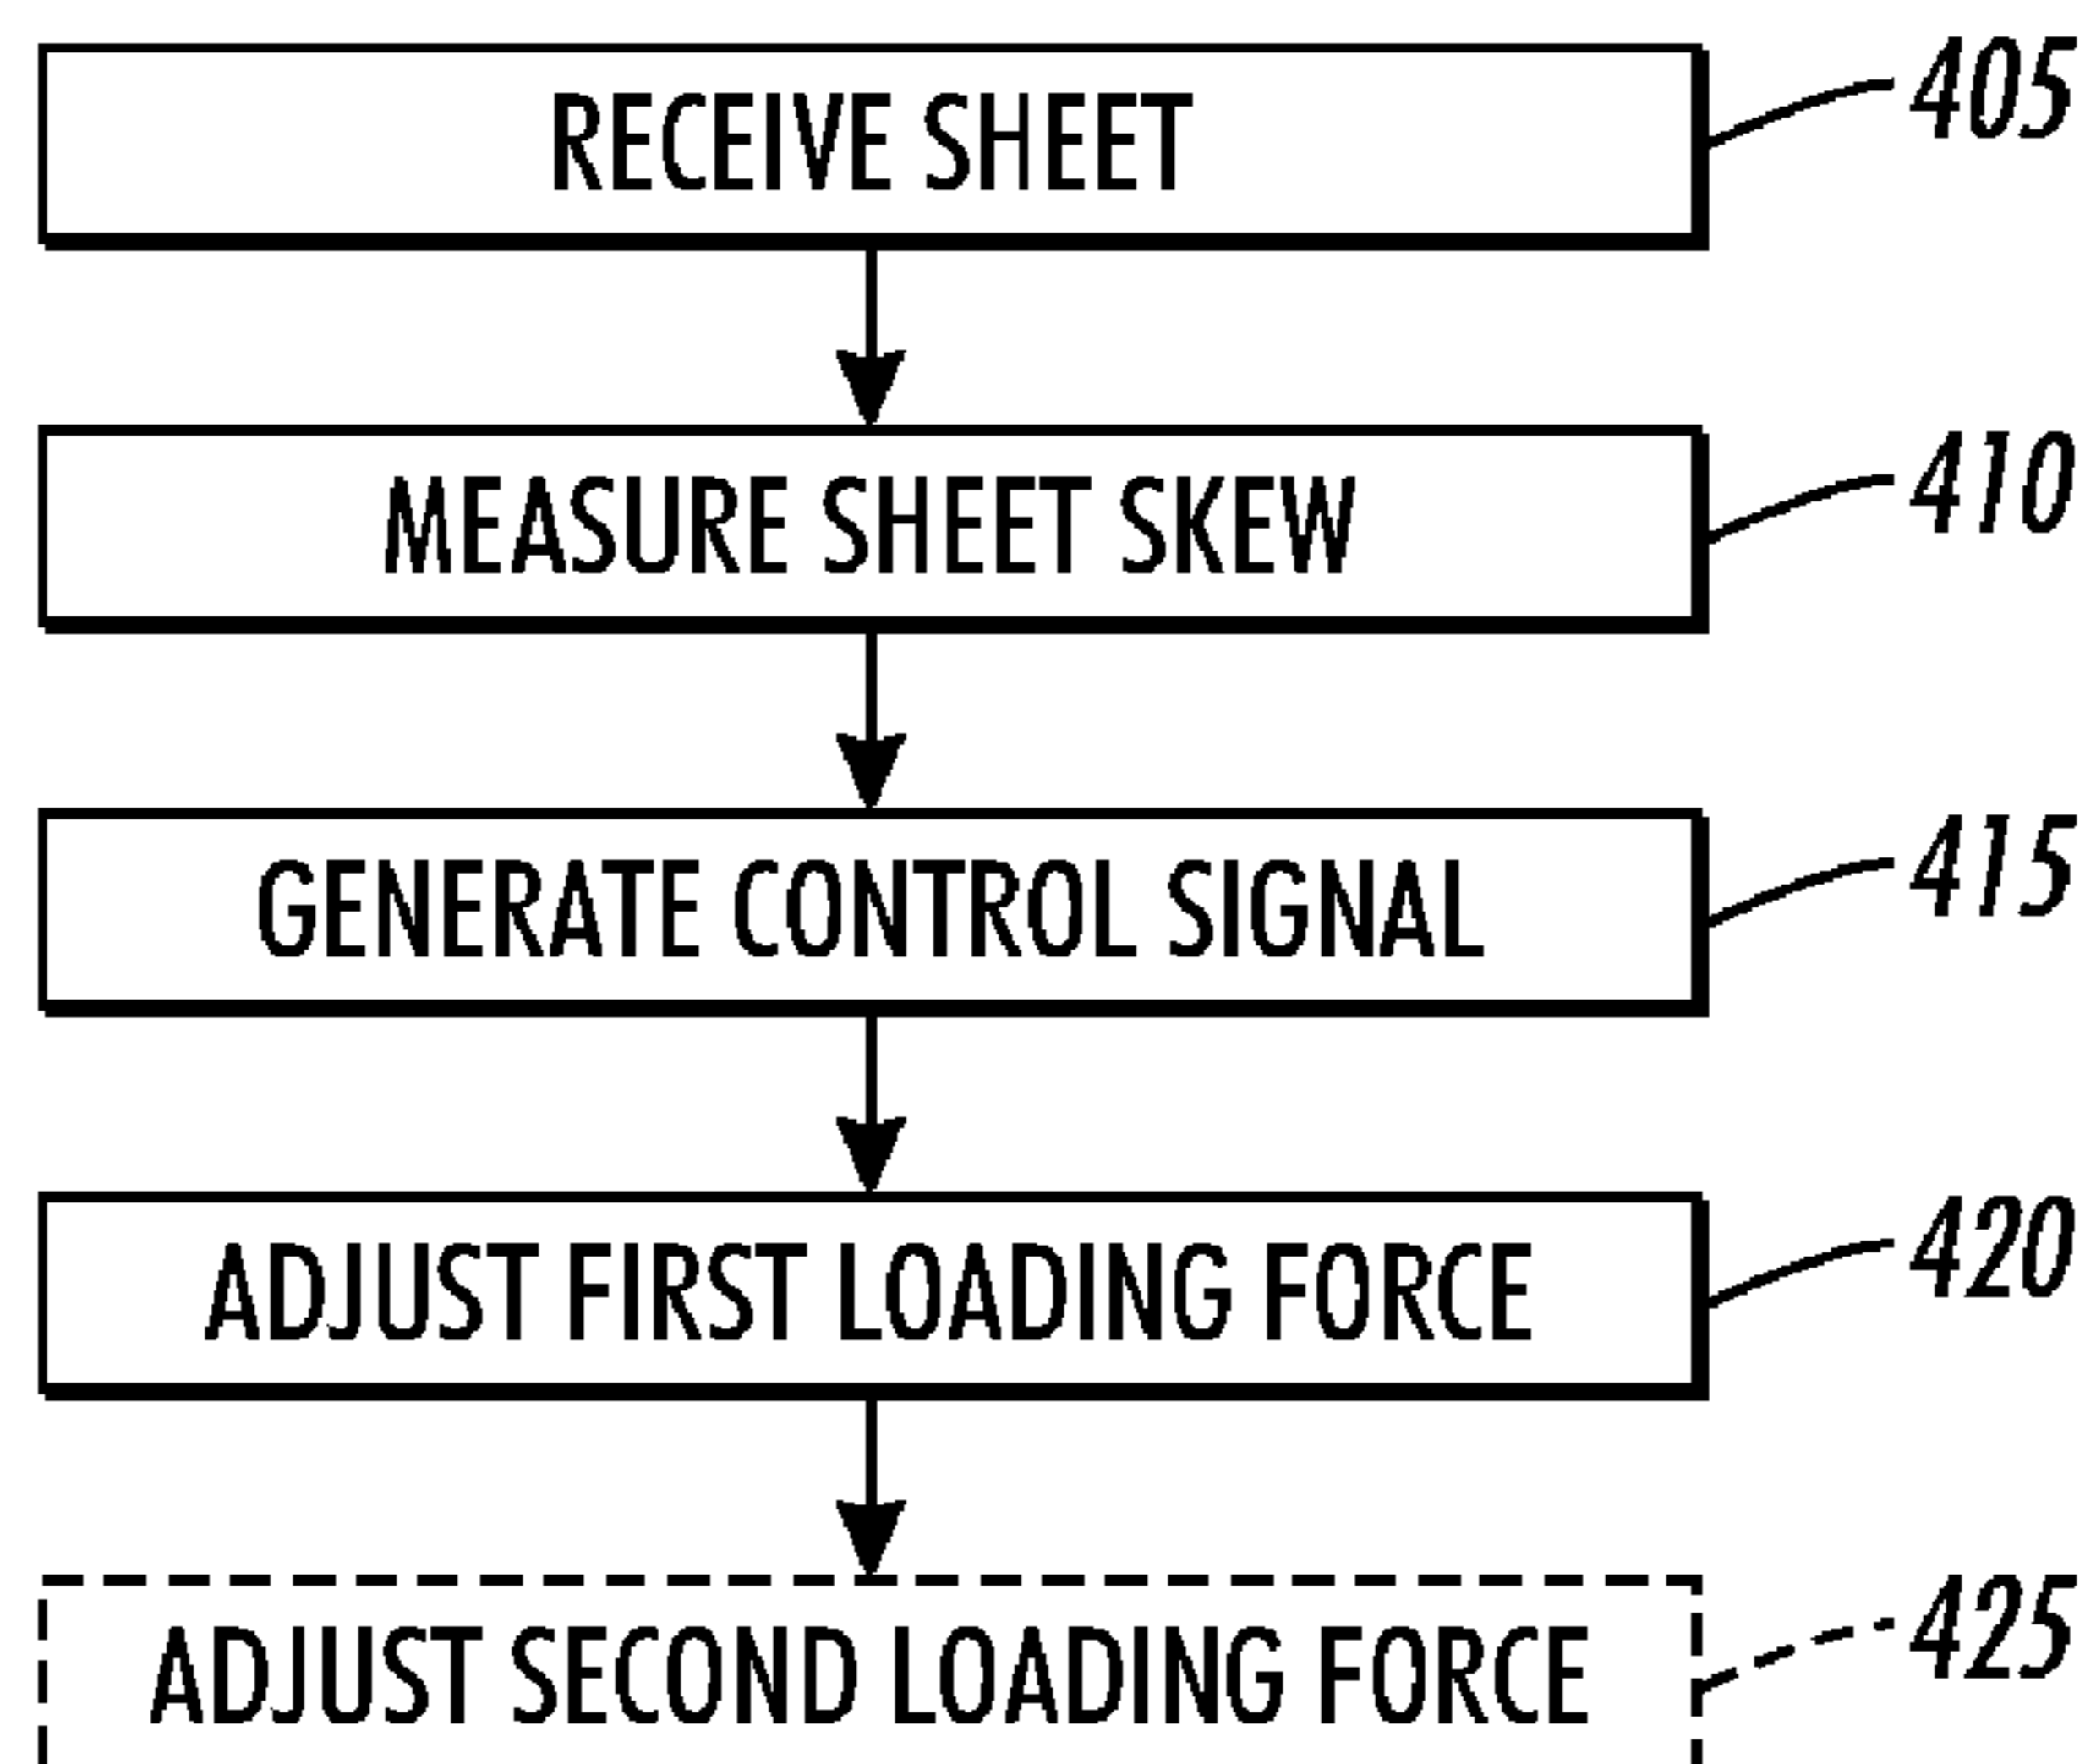 RECEIVE SHEET 405
MEASURE SHEET SKEW 410
GENERATE CONTROL SIGNAL 415
ADJUST FIRST LOADING FORCE 420
ADJUST SECOND LOADING FORCE 425